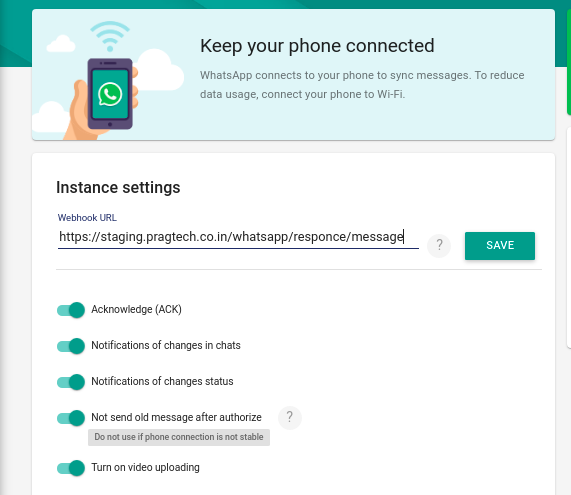 Keep your phone connected
WhatsApp connects to your phone to sync messages. To reduce
data usage, connect your phone to Wi-Fi.
Instance settings
Webhook URL
https://staging.pragtech.co.in/whatsapp/responce/message
?
SAVE
Acknowledge (ACK)
Notifications of changes in chats
Notifications of changes status
Not send old message after authorize
?
Do not use if phone connection is not stable
Turn on video uploading